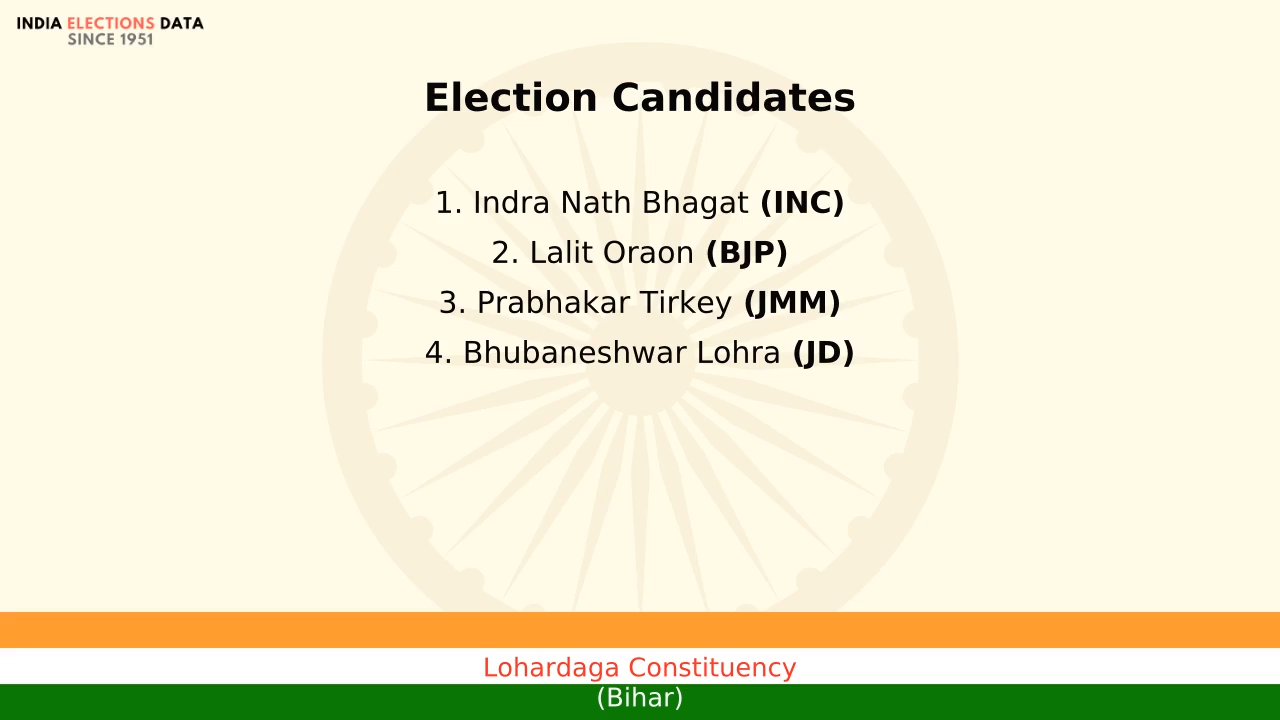 INDIA ELECTIONS DATA
SINCE 1951
Election Candidates
1. Indra Nath Bhagat (INC)
2. Lalit Oraon (BJP)
3. Prabhakar Tirkey (JMM)
4. Bhubaneshwar Lohra (JD)
Lohardaga Constituency
(Bihar)